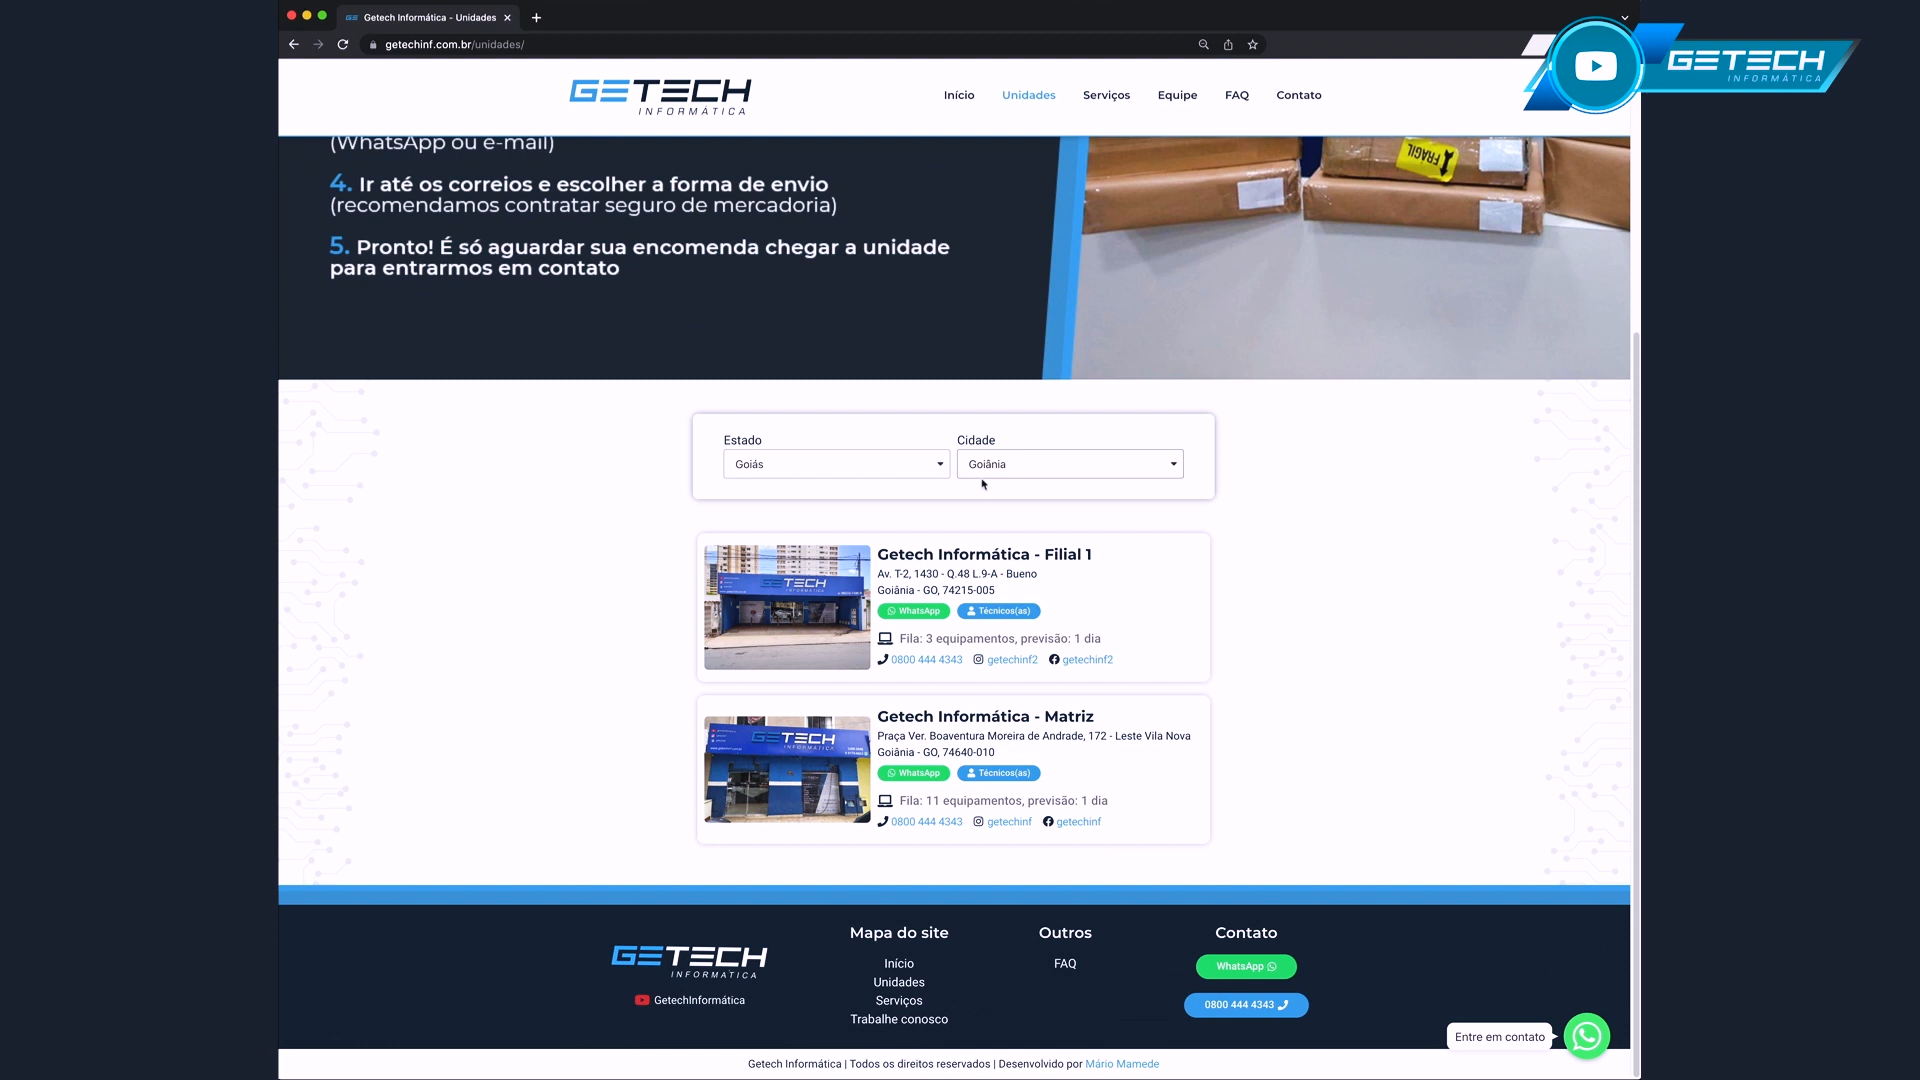 Getech Informática - Unidades
getechinf.com.br/unidades/
GETECH
INFORMÁTICA
GETECH
INFORMÁTICA
Início
Unidades
Serviços
Equipe
FAQ
Contato
(WhatsApp ou e-mail)
4. Ir até os correios e escolher a forma de envio
(recomendamos contratar seguro de mercadoria)
5. Pronto! É só aguardar sua encomenda chegar a unidade
para entrarmos em contato
FRÁGIL
Estado
Cidade
Goiás
Goiânia
GETECH
Getech Informática - Filial 1
Av. T-2, 1430 - Q.48 L.9-A - Bueno
Goiânia - GO, 74215-005
WhatsApp
Técnicos(as)
Fila: 3 equipamentos, previsão: 1 dia
0800 444 4343
getechinf2
getechinf2
GETECH
INFORMÁTICA
Getech Informática - Matriz
Praça Ver. Boaventura Moreira de Andrade, 172 - Leste Vila Nova
Goiânia - GO, 74640-010
WhatsApp
Técnicos(as)
Fila: 11 equipamentos, previsão: 1 dia
0800 444 4343
getechinf
getechinf
GETECH
INFORMÁTICA
GetechInformática
Mapa do site
Início
Unidades
Serviços
Trabalhe conosco
Outros
FAQ
Contato
WhatsApp
0800 444 4343
Entre em contato
Getech Informática | Todos os direitos reservados | Desenvolvido por Mário Mamede